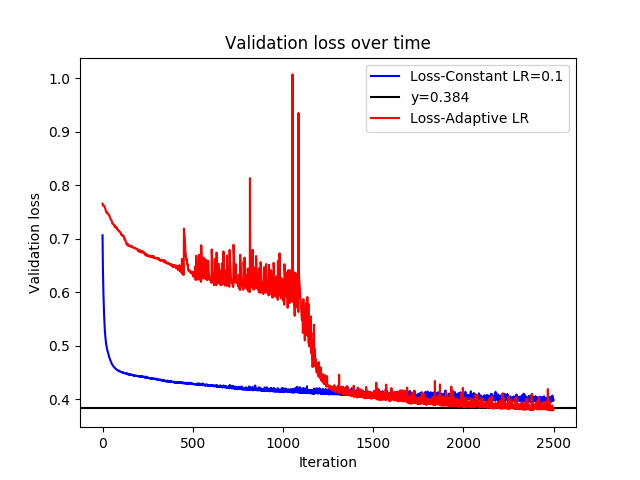 Validation loss over time
Loss-Constant LR=0.1
y=0.384
Loss-Adaptive LR
1.0
0.9
0.8
0.7
0.6
0.5
0.4
Validation loss
0 500 1000 1500 2000 2500
Iteration